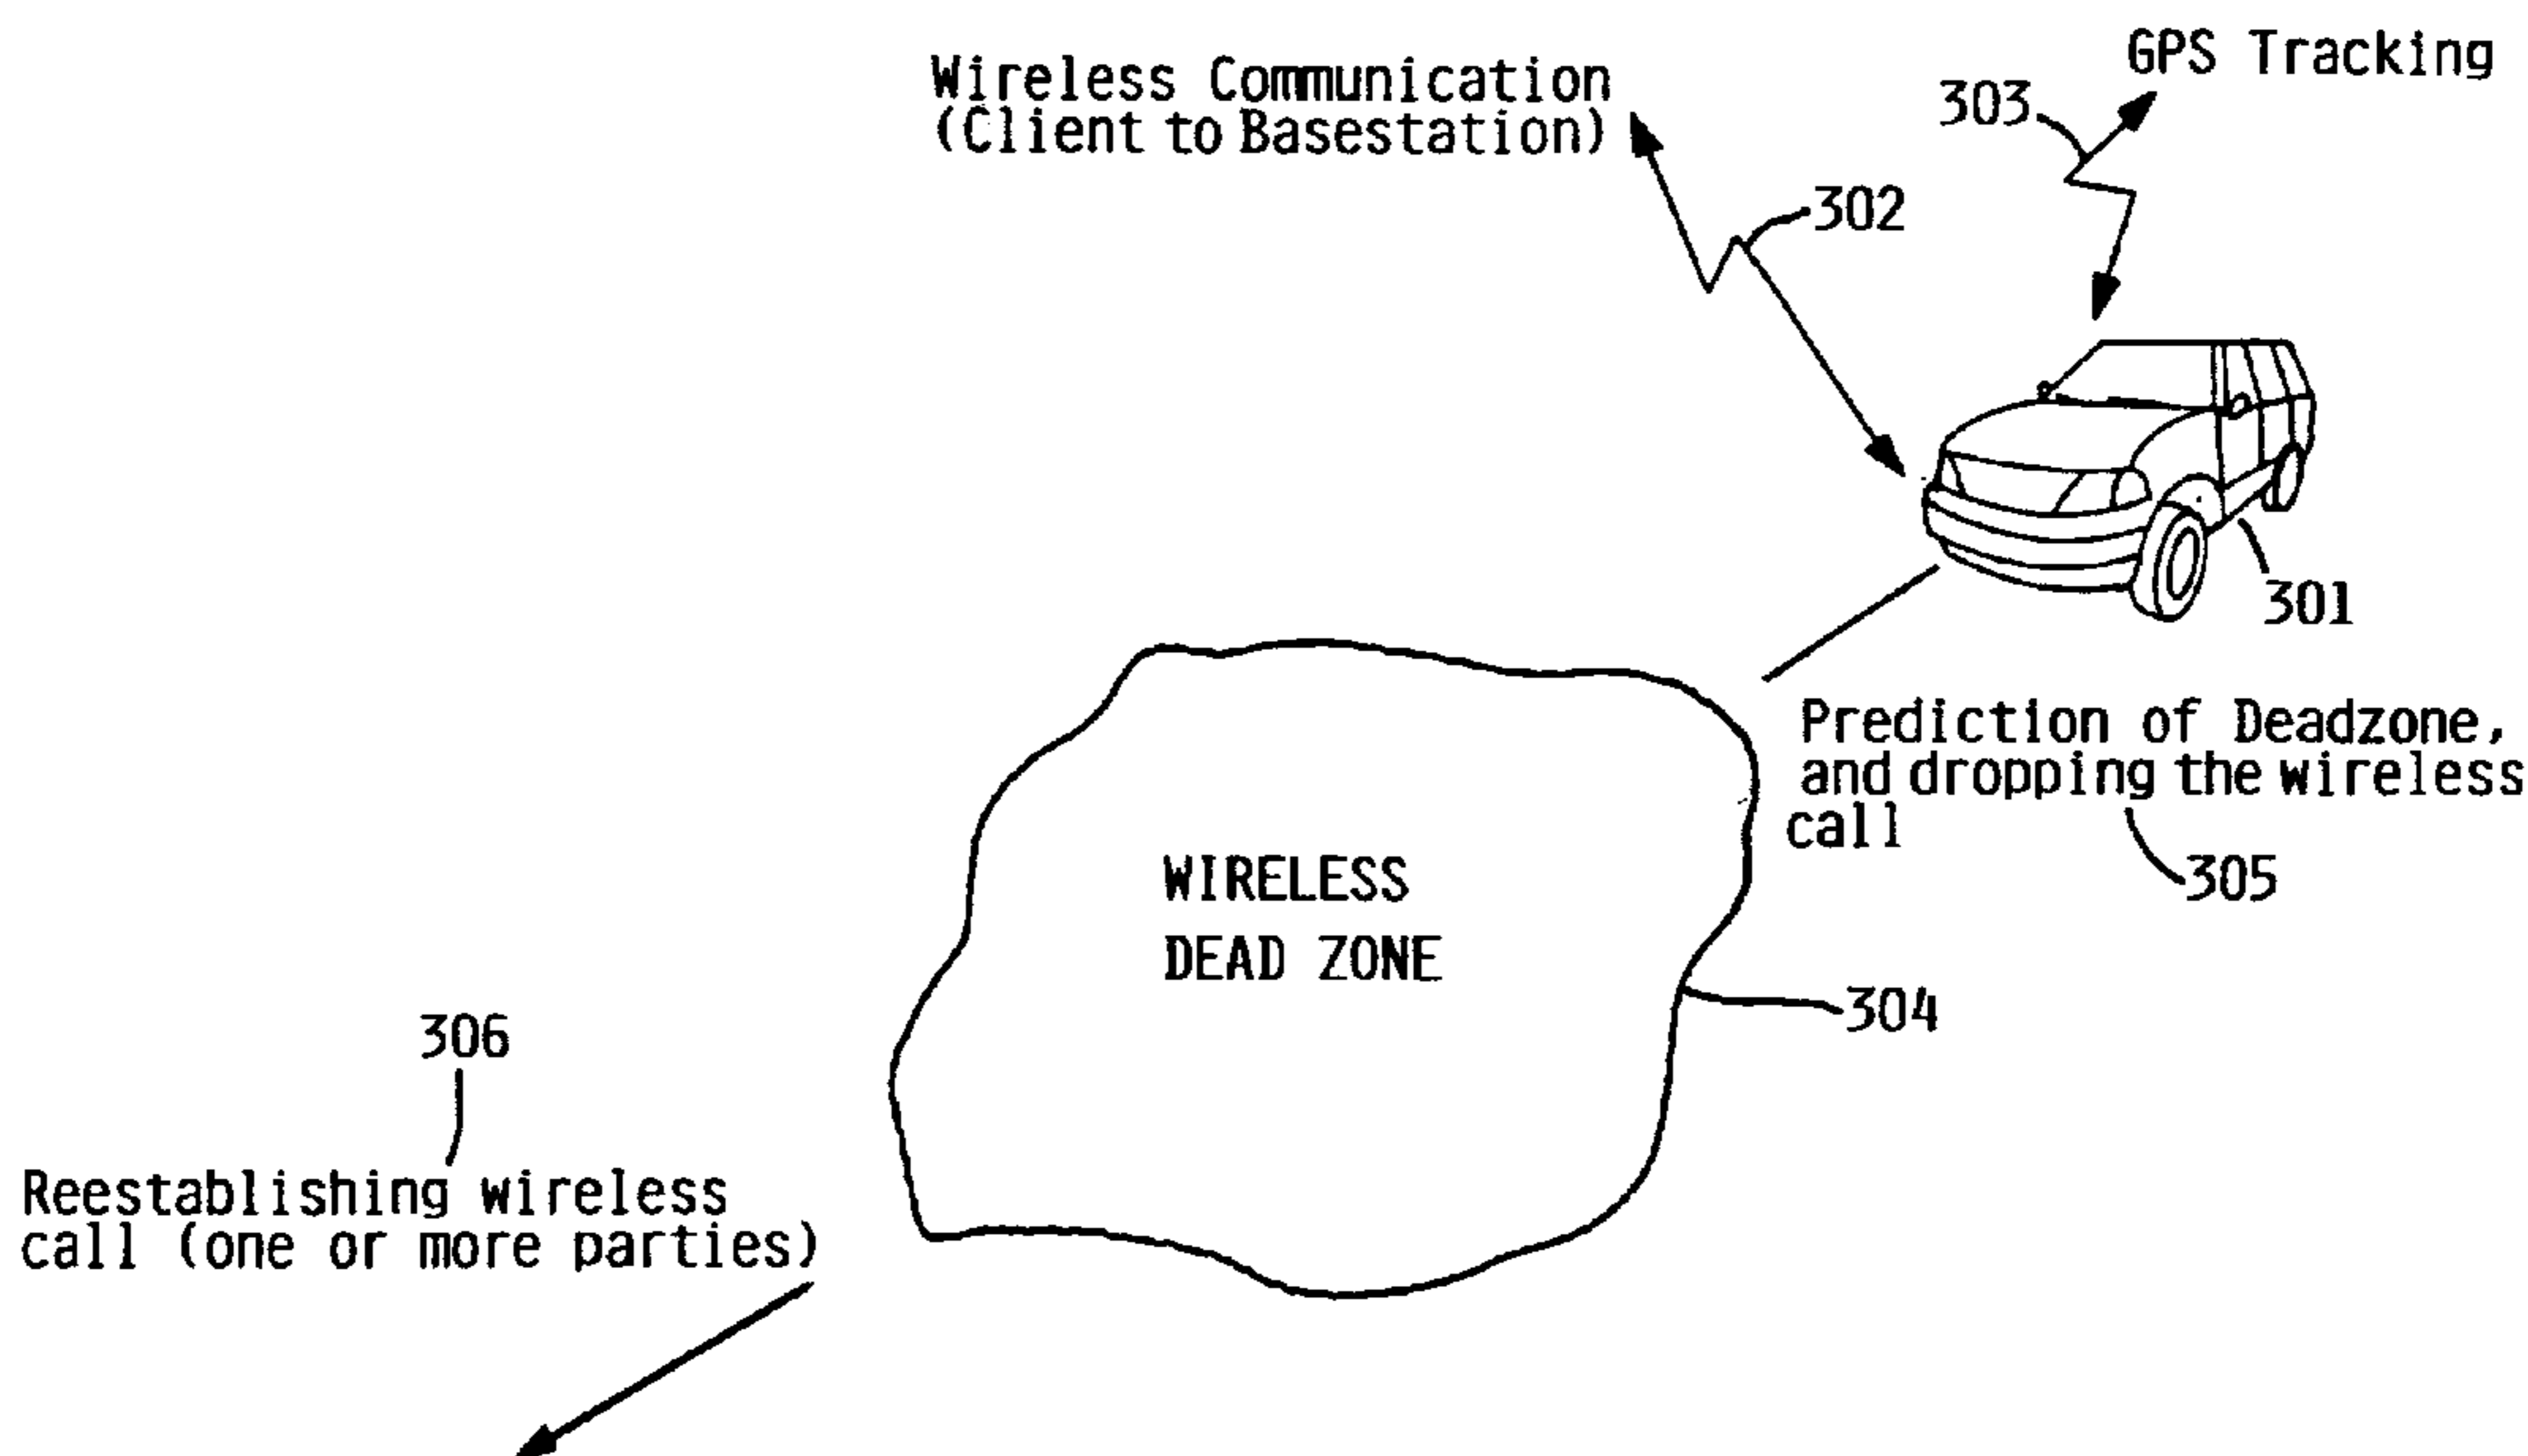 GPS Tracking
303
Wireless Communication
(Client to Basestation)
302
301
Prediction of Deadzone,
and dropping the wireless
call
305
WIRELESS
DEAD ZONE
304
306
Reestablishing wireless
call (one or more parties)